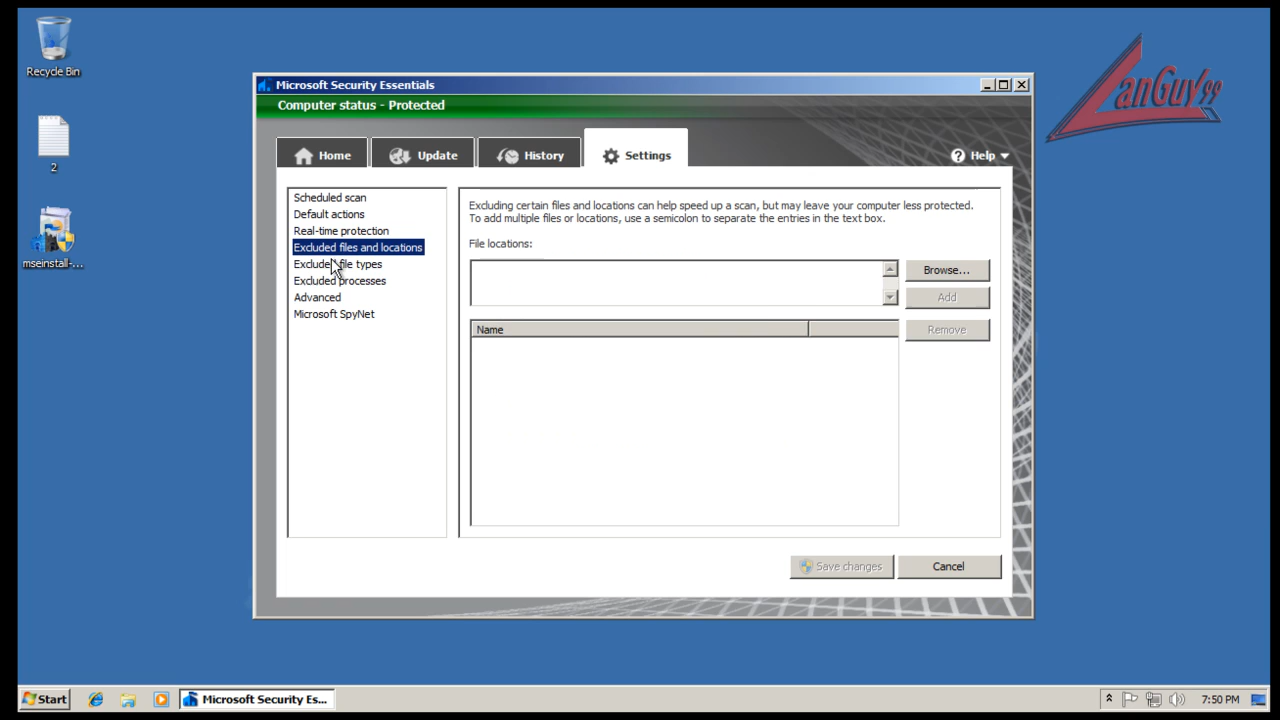 Recycle Bin
2
mseinstall-...
LanGuy99
Microsoft Security Essentials
Computer status - Protected
Home
Update
History
Settings
Help
Scheduled scan
Default actions
Real-time protection
Excluded files and locations
Excluded file types
Excluded processes
Advanced
Microsoft SpyNet
Excluding certain files and locations can help speed up a scan, but may leave your computer less protected.
To add multiple files or locations, use a semicolon to separate the entries in the text box.
File locations:
Browse...
Add
Name
Remove
Save changes
Cancel
Start
Microsoft Security Es...
7:50 PM